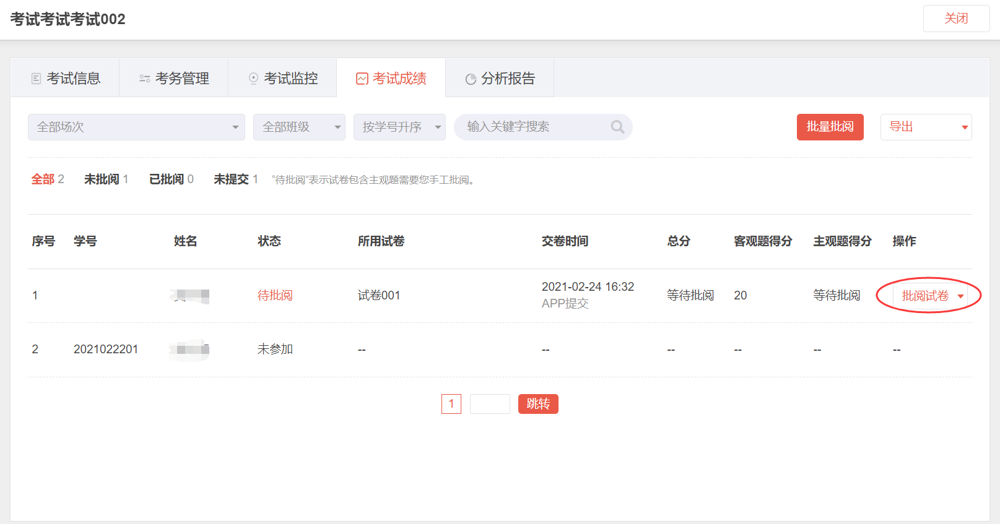 考试考试考试002
关闭
考试信息 考务管理 考试监控 考试成绩 分析报告
全部场次 全部班级 按学号升序 输入关键字搜索 批量批阅 导出
全部 2 未批阅 1 已批阅 0 未提交 1 “待批阅”表示试卷包含主观题需要您手工批阅。
序号 学号 姓名 状态 所用试卷 交卷时间 总分 客观题得分 主观题得分 操作
1 待批阅 试卷001 2021-02-24 16:32 等待批阅 20 等待批阅 批阅试卷
APP提交
2 2021022201 未参加 -- -- -- -- -- --
1 跳转